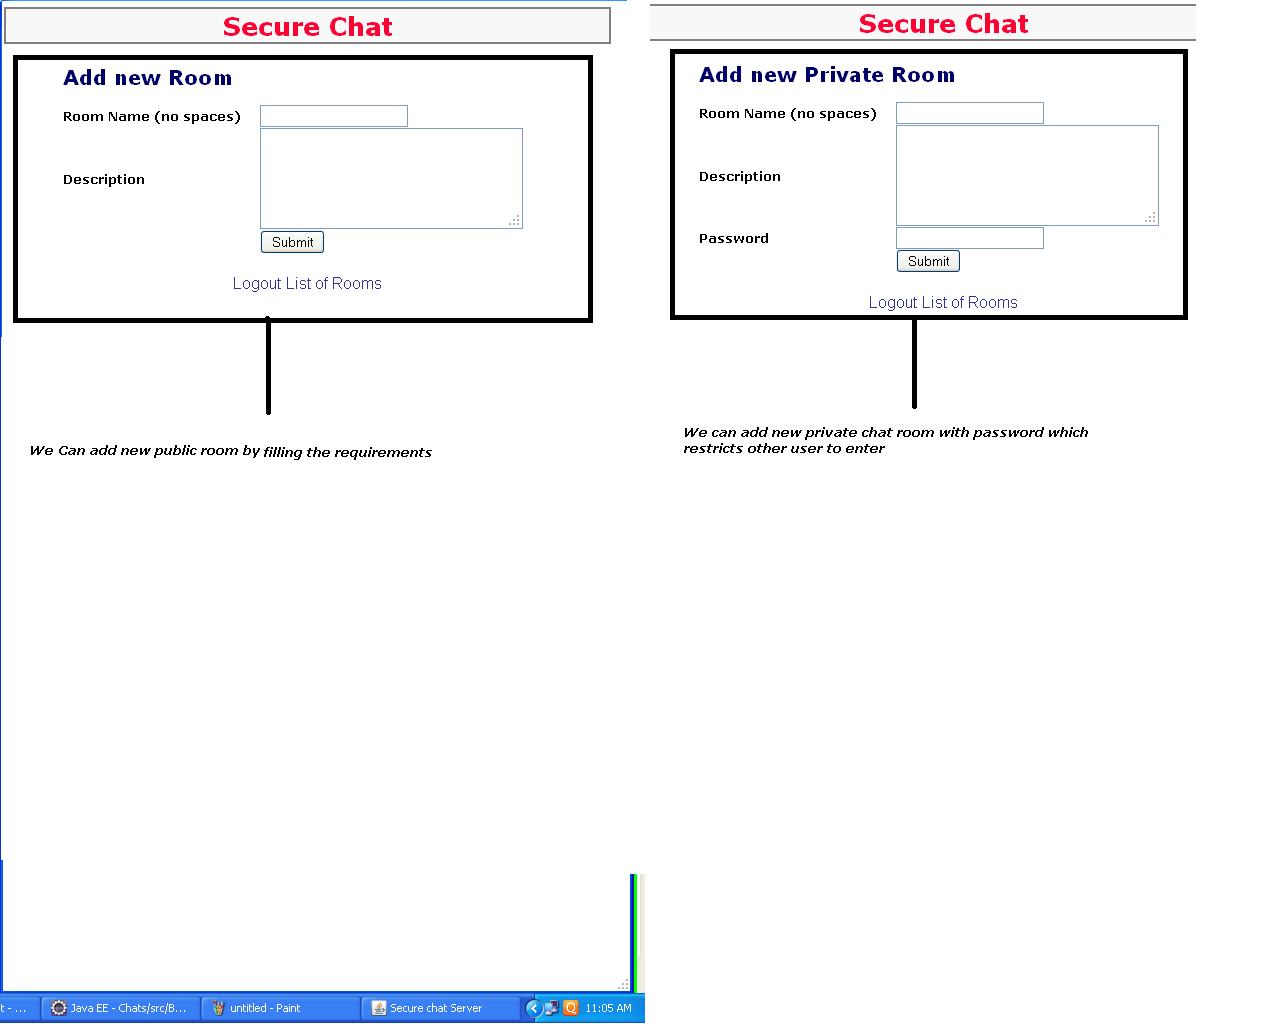 Secure Chat
Add new Room
Room Name (no spaces)
Description
Submit
Logout List of Rooms
We Can add new public room by filling the requirements
Secure Chat
Add new Private Room
Room Name (no spaces)
Description
Password
Submit
Logout List of Rooms
We can add new private chat room with password which
restricts other user to enter
t - ...
Java EE - Chats/src/B...
untitled - Paint
Secure chat Server
11:05 AM